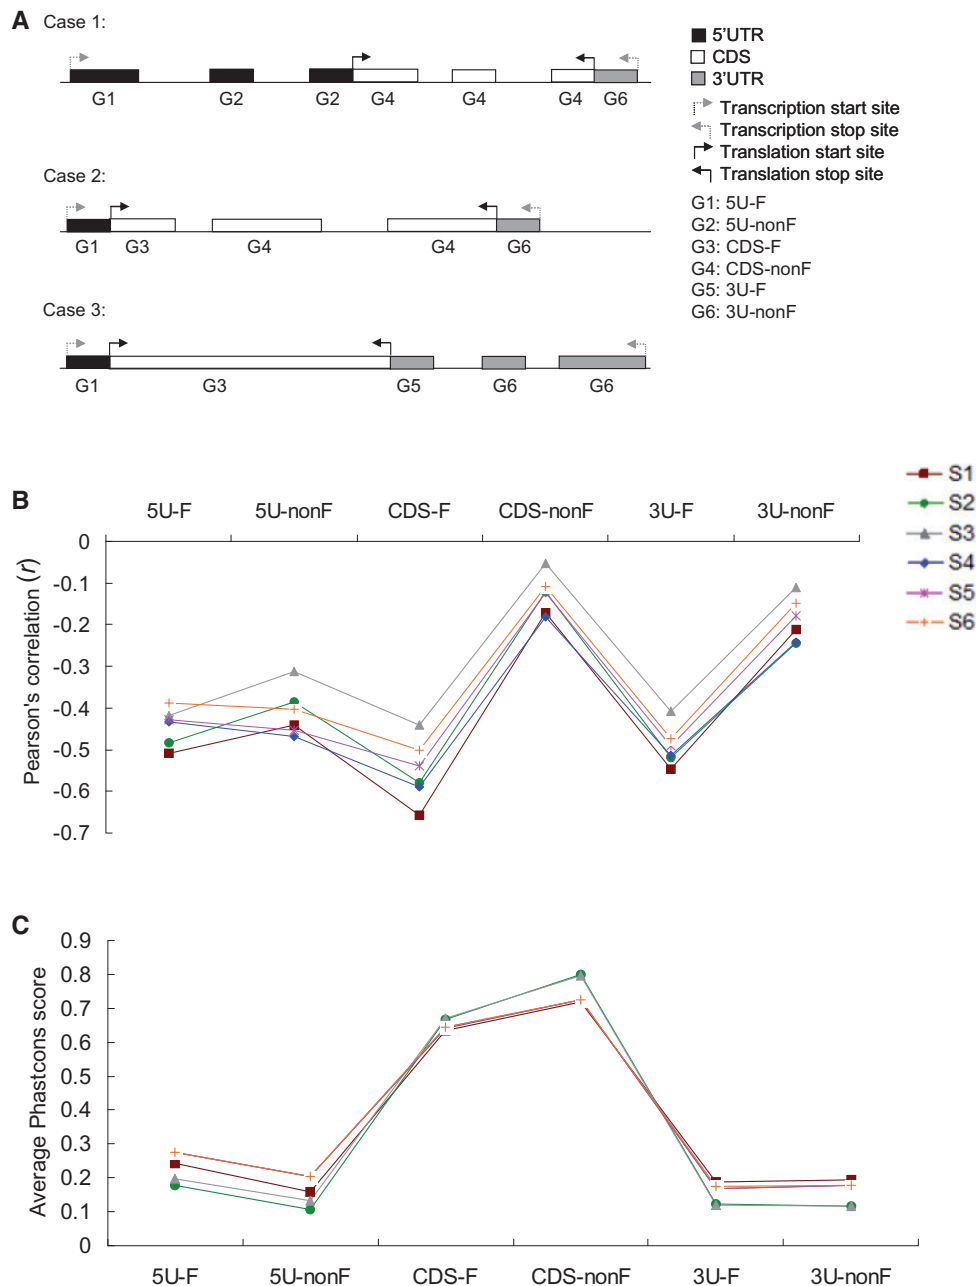 A
Case 1:
G1 G2 G2 G4 G4 G4 G6
Case 2:
G1 G3 G4 G4 G6
Case 3:
G1 G3 G5 G6 G6
5'UTR
CDS
3'UTR
Transcription start site
Transcription stop site
Translation start site
Translation stop site
G1: 5U-F
G2: 5U-nonF
G3: CDS-F
G4: CDS-nonF
G5: 3U-F
G6: 3U-nonF
B
5U-F 5U-nonF CDS-F CDS-nonF 3U-F 3U-nonF
0
-0.1
-0.2
-0.3
-0.4
-0.5
-0.6
-0.7
Pearson's correlation (r)
S1
S2
S3
S4
S5
S6
C
0.9
0.8
0.7
0.6
0.5
0.4
0.3
0.2
0.1
0
Average Phastcons score
5U-F 5U-nonF CDS-F CDS-nonF 3U-F 3U-nonF